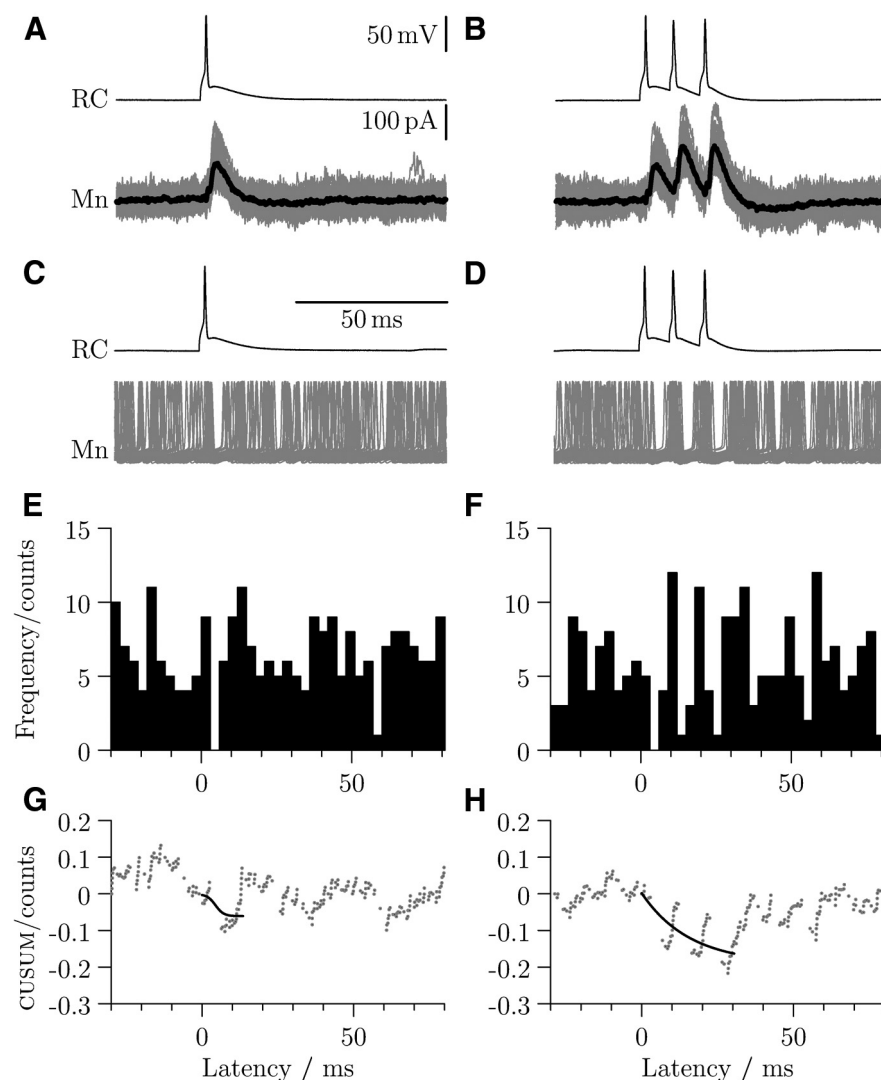 A
B
50 mV
RC
100 pA
Mn
C
D
50 ms
RC
Mn
E
F
15
10
5
0
Frequency/counts
0
50
15
10
5
0
0
50
G
H
0.2
0.1
0
-0.1
-0.2
-0.3
CUSUM/counts
0
50
Latency / ms
0.2
0.1
0
-0.1
-0.2
-0.3
0
50
Latency / ms